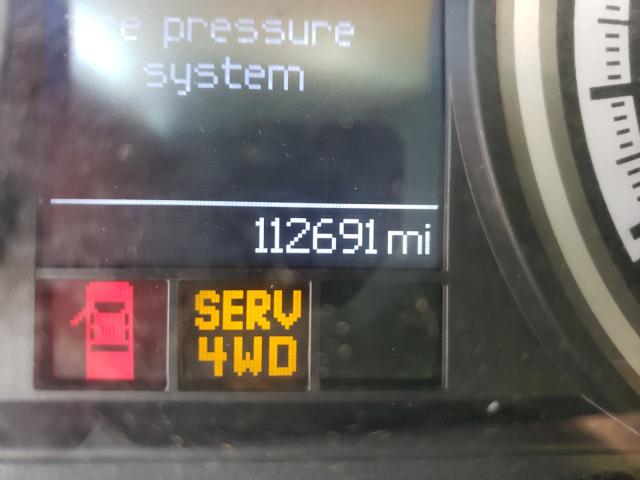 pressure
system
112691 mi
SERV
4WD